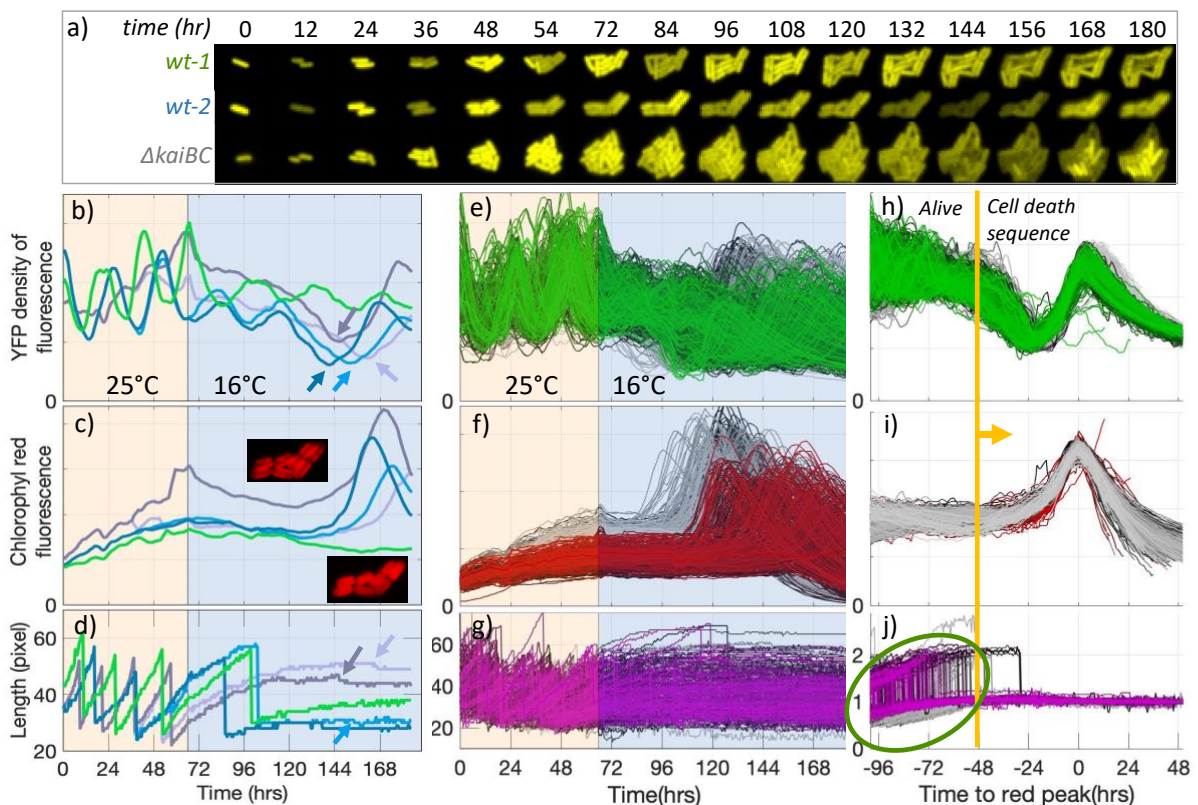 a) time (hr) 0 12 24 36 48 54 72 84 96 108 120 132 144 156 168 180
wt-1
wt-2
ΔkaiBC
b)
YFP density of
fluorescence
25°C 16°C
0
c)
Chlorophyl red
fluorescence
0
d)
Length (pixel)
60
40
20
0 24 48 72 96 120 144 168
Time (hrs)
e)
25°C 16°C
0
f)
0
g)
60
40
20
0 24 48 72 96 120 144 168
Time(hrs)
h) Alive Cell death
sequence
0
i)
0
j)
2
1
0
-96 -72 -48 -24 0 24 48
Time to red peak(hrs)